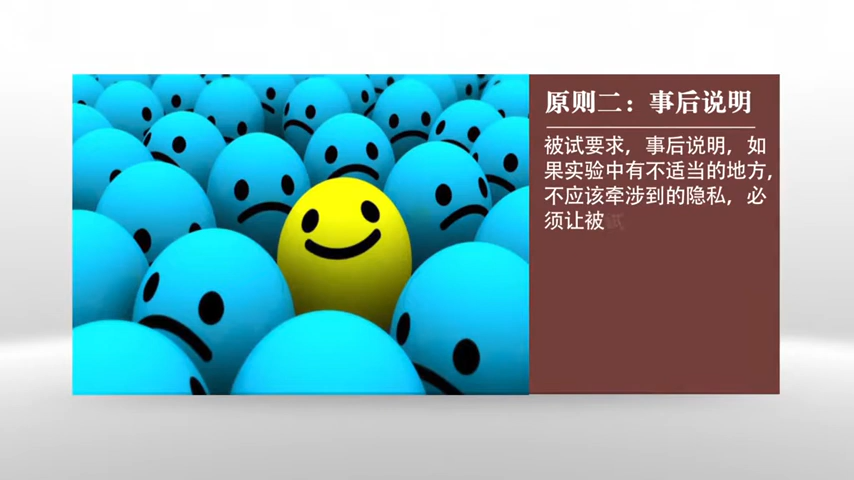 原则二：事后说明
被试要求，事后说明，如
果实验中有不适当的地方，
不应该牵涉到的隐私，必
须让被试